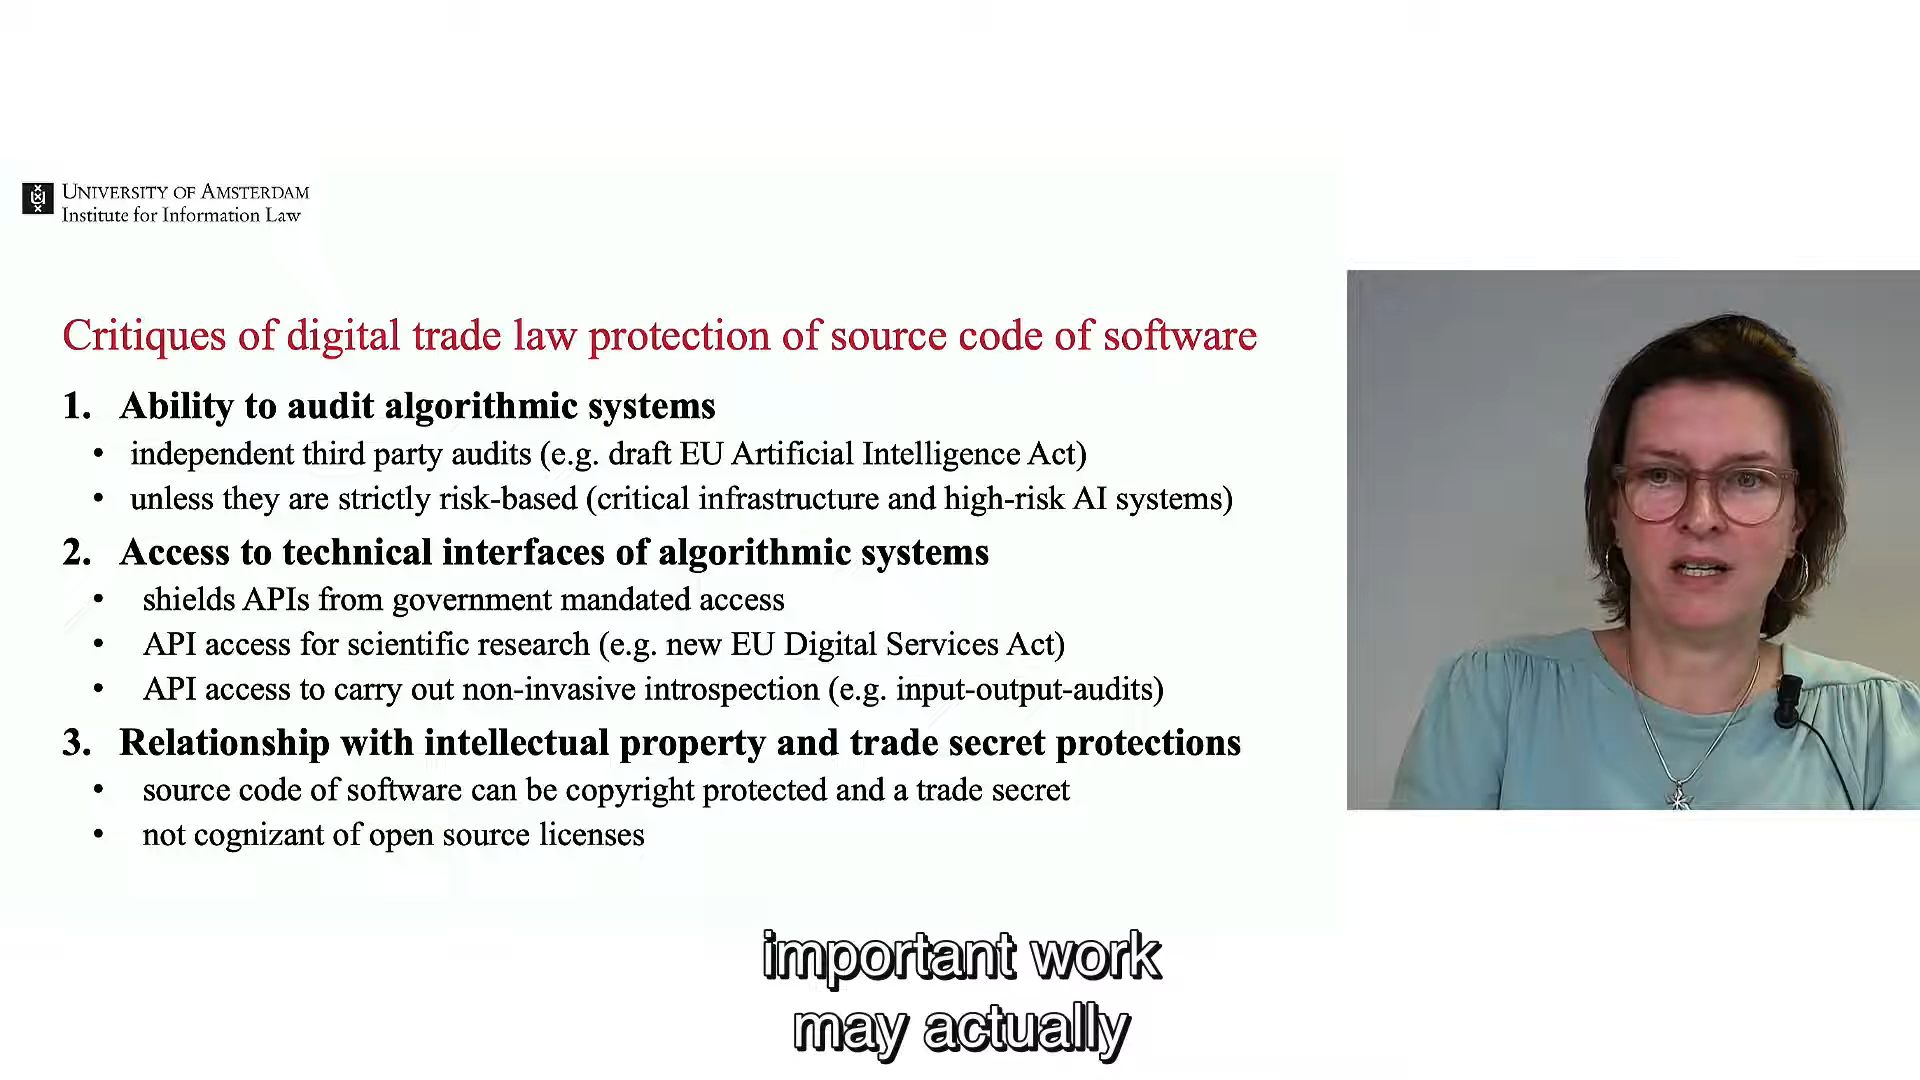 UNIVERSITY OF AMSTERDAM
Institute for Information Law
Critiques of digital trade law protection of source code of software
1. Ability to audit algorithmic systems
• independent third party audits (e.g. draft EU Artificial Intelligence Act)
• unless they are strictly risk-based (critical infrastructure and high-risk AI systems)
2. Access to technical interfaces of algorithmic systems
• shields APIs from government mandated access
• API access for scientific research (e.g. new EU Digital Services Act)
• API access to carry out non-invasive introspection (e.g. input-output-audits)
3. Relationship with intellectual property and trade secret protections
• source code of software can be copyright protected and a trade secret
• not cognizant of open source licenses
important work
may actually